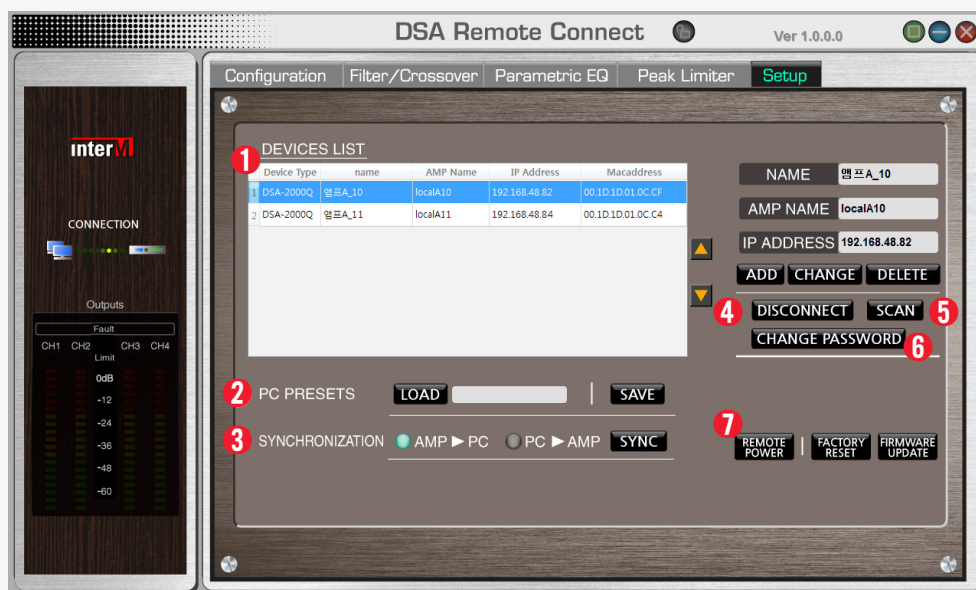 DSA Remote Connect
Ver 1.0.0.0
Configuration Filter/Crossover Parametric EQ Peak Limiter Setup
interM
CONNECTION
Outputs
Fault
CH1 CH2 CH3 CH4
Limit
0dB
-12
-24
-36
-48
-60
1 DEVICES LIST
Device Type name AMP Name IP Address Macaddress
1 DSA-2000Q 앰프A_10 localA10 192.168.48.82 00.1D.1D.01.0C.CF
2 DSA-2000Q 앰프A_11 localA11 192.168.48.84 00.1D.1D.01.0C.C4
NAME 앰프A_10
AMP NAME localA10
IP ADDRESS 192.168.48.82
ADD CHANGE DELETE
4 DISCONNECT SCAN 5
CHANGE PASSWORD 6
2 PC PRESETS LOAD SAVE
3 SYNCHRONIZATION AMP ▶ PC PC ▶ AMP SYNC
7
REMOTE POWER | FACTORY RESET FIRMWARE UPDATE